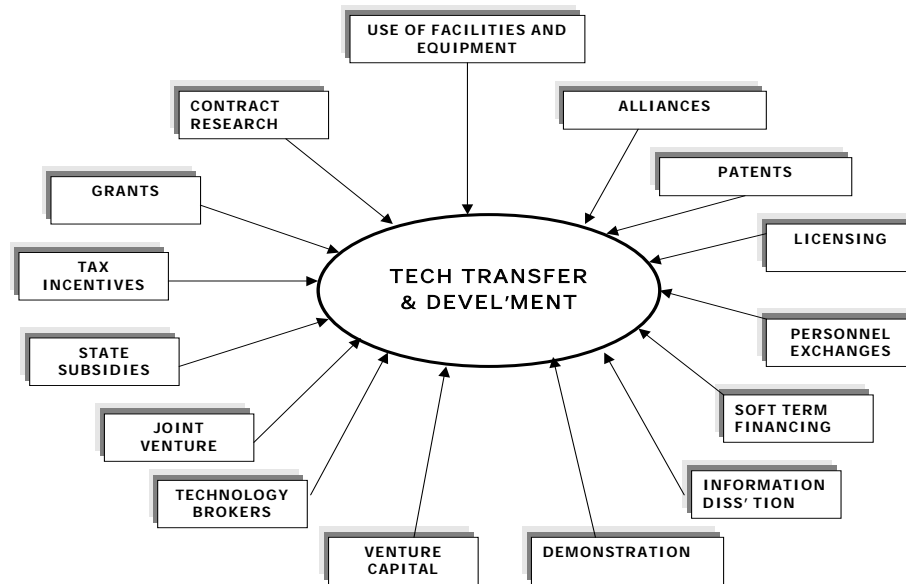 USE OF FACILITIES AND
EQUIPMENT
CONTRACT
RESEARCH
ALLIANCES
PATENTS
GRANTS
LICENSING
TAX
INCENTIVES
TECH TRANSFER
& DEVEL'MENT
PERSONNEL
EXCHANGES
STATE
SUBSIDIES
SOFT TERM
FINANCING
JOINT
VENTURE
TECHNOLOGY
BROKERS
INFORMATION
DISS' TION
VENTURE
CAPITAL
DEMONSTRATION